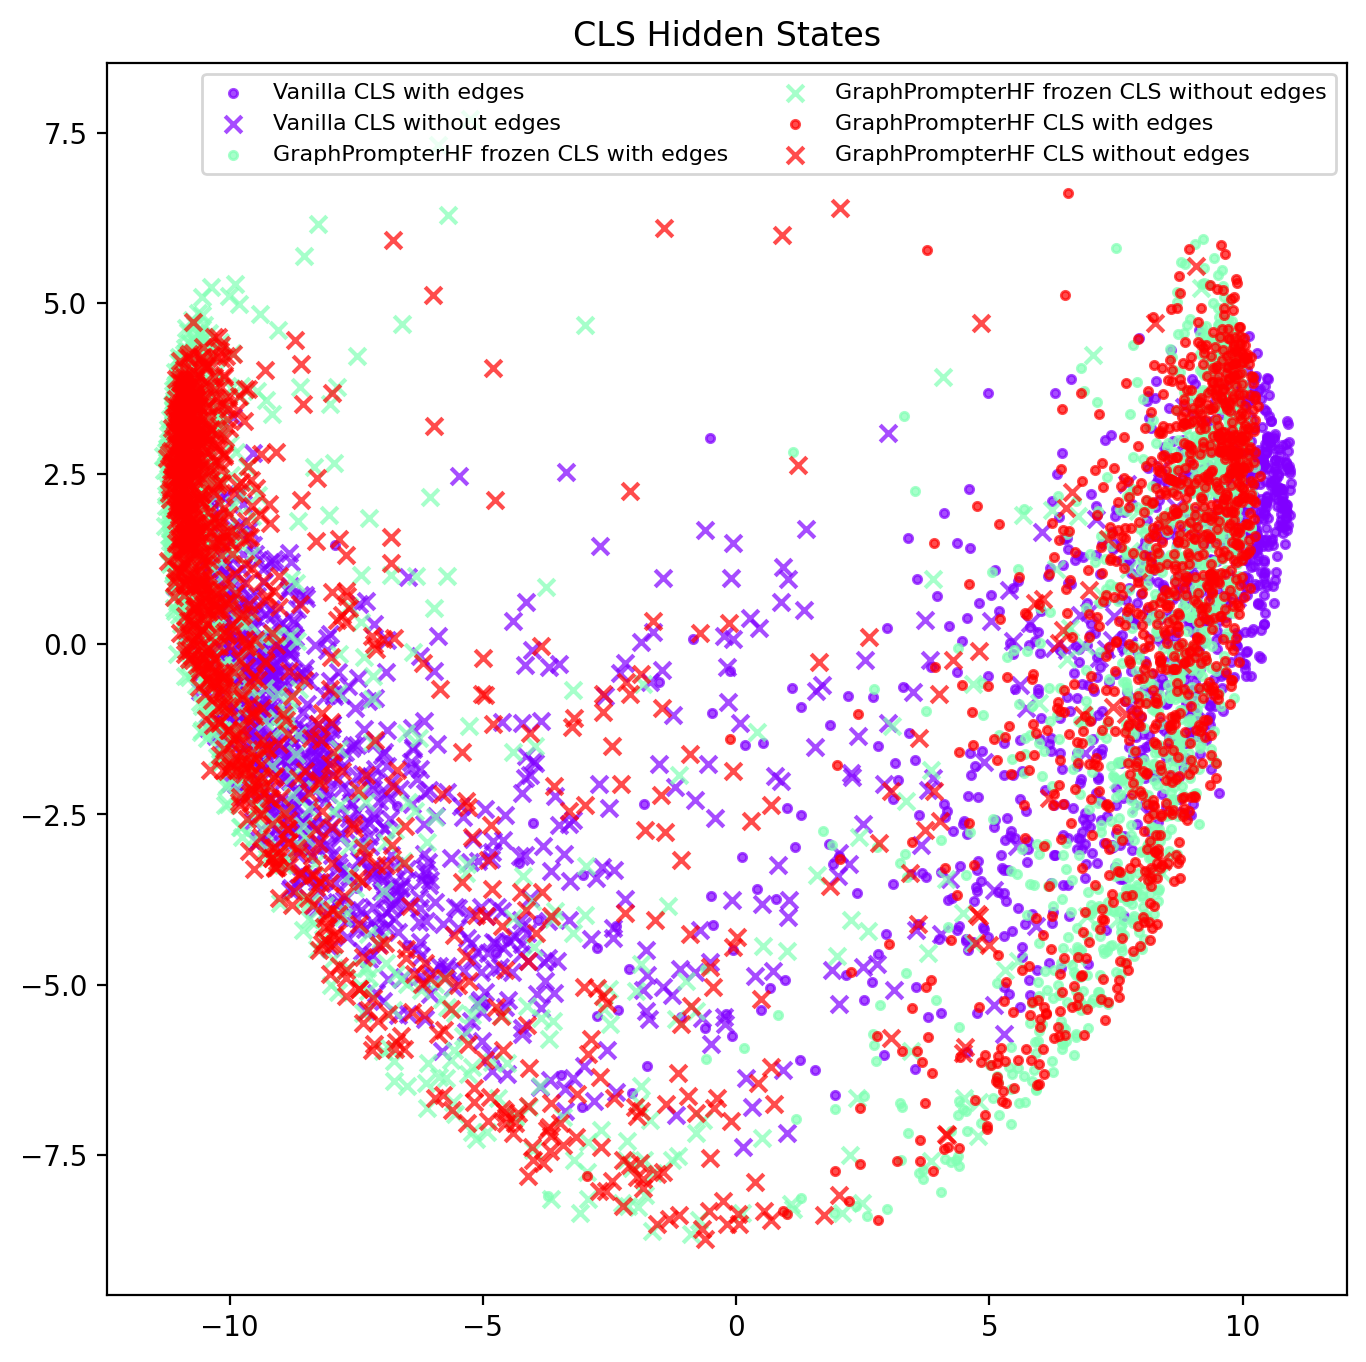 CLS Hidden States
Vanilla CLS with edges
Vanilla CLS without edges
GraphPrompterHF frozen CLS with edges
GraphPrompterHF frozen CLS without edges
GraphPrompterHF CLS with edges
GraphPrompterHF CLS without edges
7.5
5.0
2.5
0.0
−2.5
−5.0
−7.5
−10 −5 0 5 10